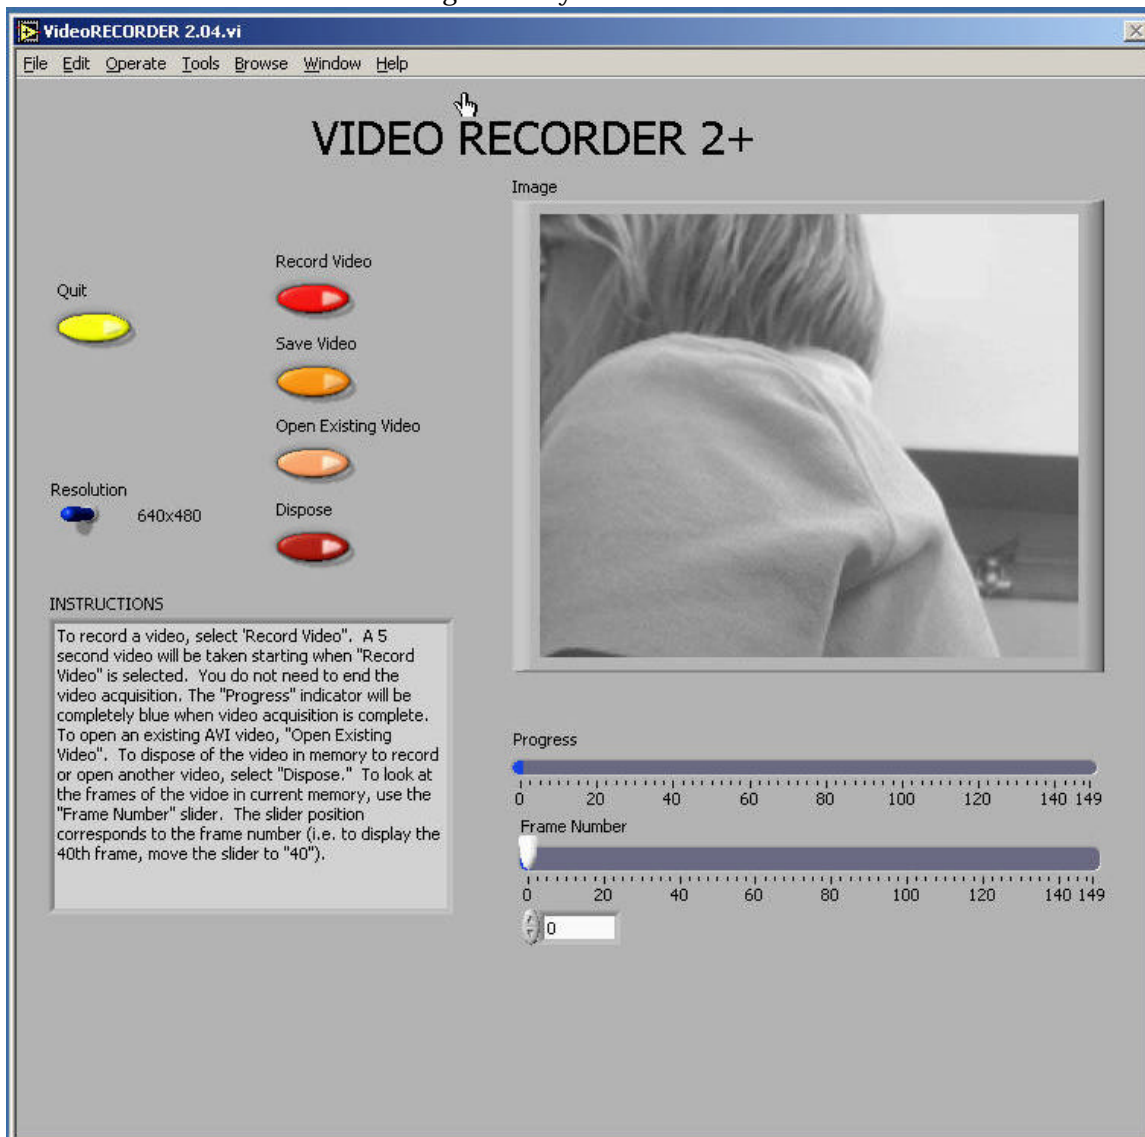 VideoRECORDER 2.04.vi
File Edit Operate Tools Browse Window Help
VIDEO RECORDER 2+
Image
Record Video
Quit
Save Video
Open Existing Video
Resolution
640x480
Dispose
INSTRUCTIONS
To record a video, select 'Record Video". A 5
second video will be taken starting when "Record
Video" is selected. You do not need to end the
video acquisition. The "Progress" indicator will be
completely blue when video acquisition is complete.
To open an existing AVI video, "Open Existing
Video". To dispose of the video in memory to record
or open another video, select "Dispose." To look at
the frames of the vidoe in current memory, use the
"Frame Number" slider. The slider position
corresponds to the frame number (i.e. to display the
40th frame, move the slider to "40").
Progress
0 20 40 60 80 100 120 140 149
Frame Number
0 20 40 60 80 100 120 140 149
0